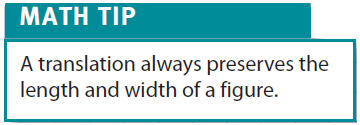 MATH TIP
A translation always preserves the
length and width of a figure.